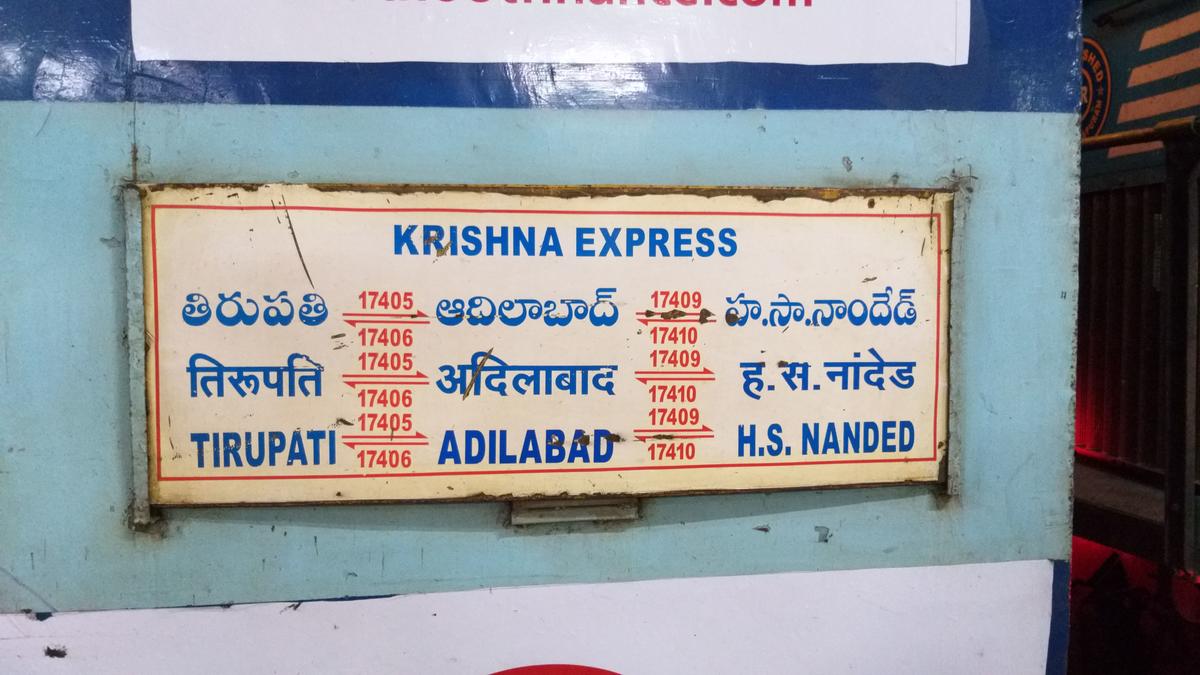 KRISHNA EXPRESS
తిరుపతి 17405 17406 ఆదిలాబాద్ 17409 17410 హ.సా.నాందేడ్
तिरूपति 17405 17406 अदिलाबाद 17409 17410 ह.स.नांदेड
TIRUPATI 17405 17406 ADILABAD 17409 17410 H.S. NANDED